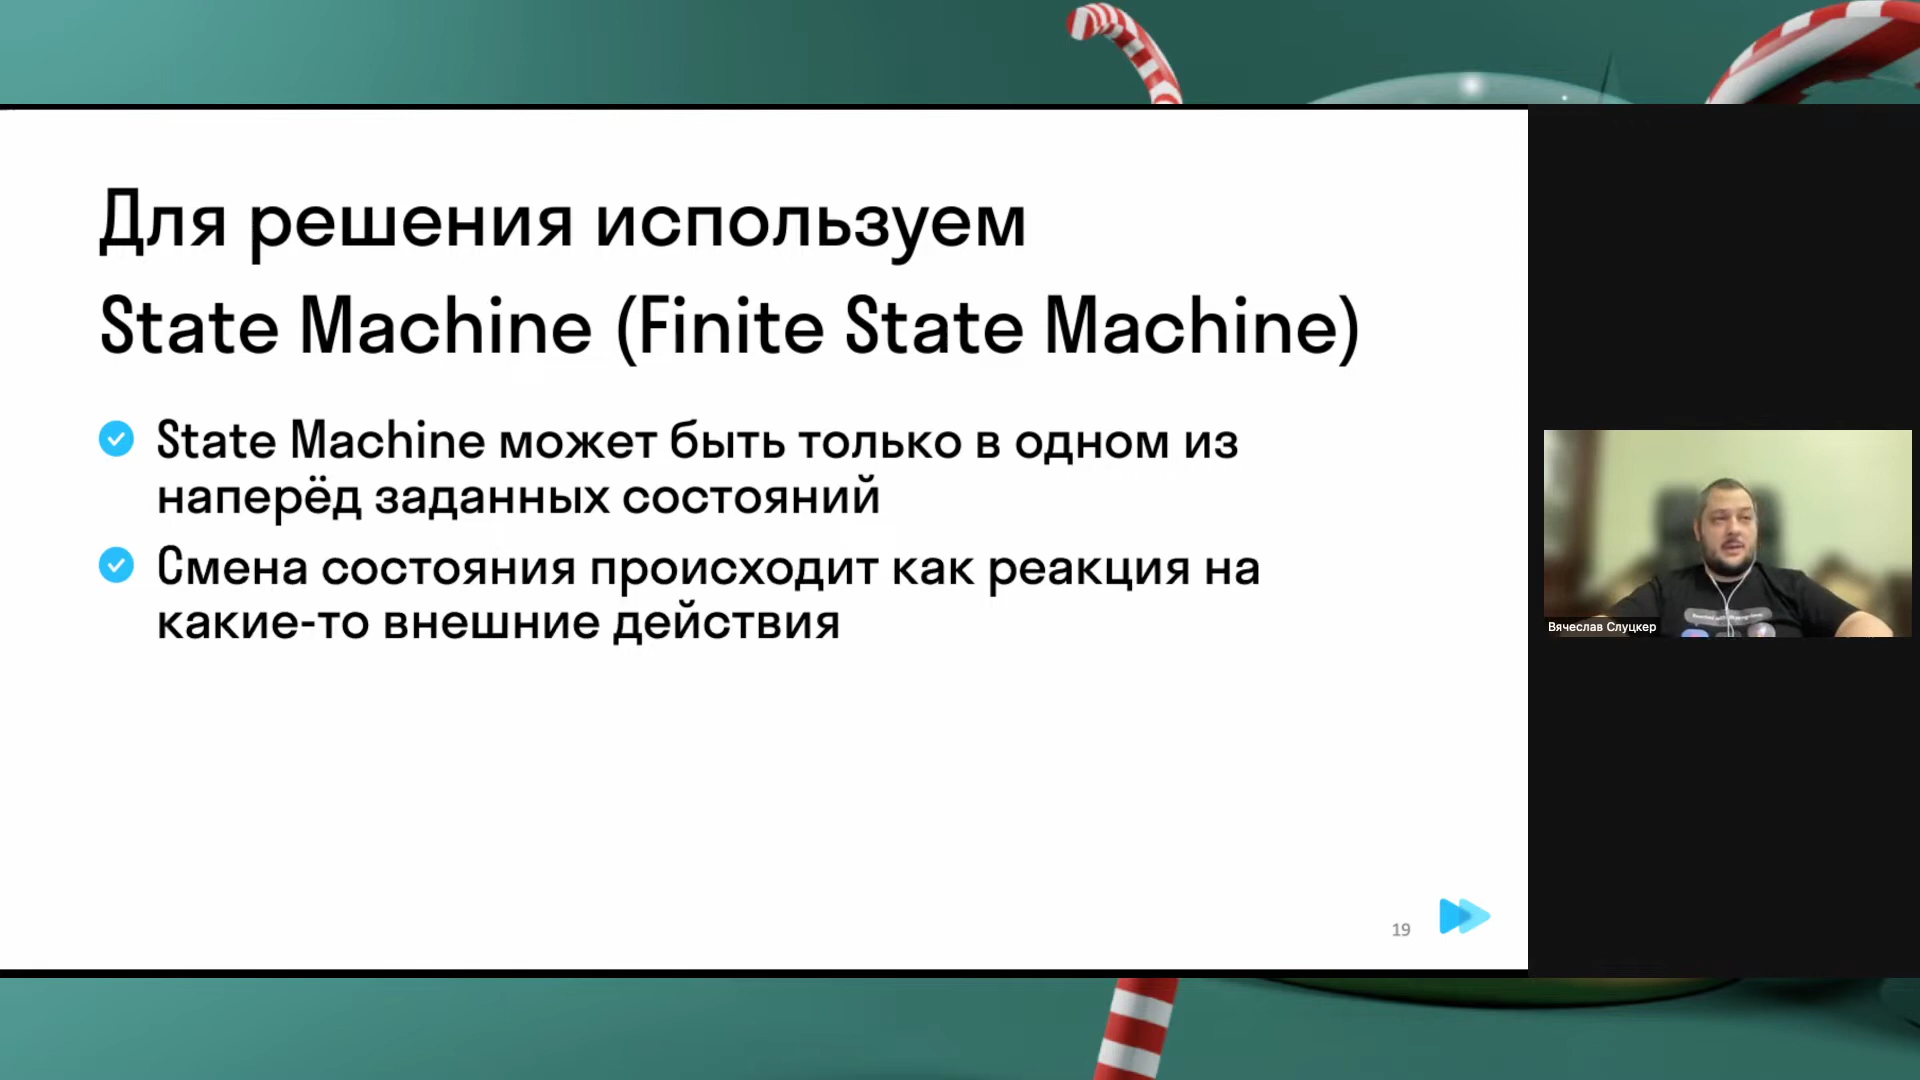 Для решения используем
State Machine (Finite State Machine)
State Machine может быть только в одном из
наперёд заданных состояний
Смена состояния происходит как реакция на
какие-то внешние действия
19
Вячеслав Слуцкер